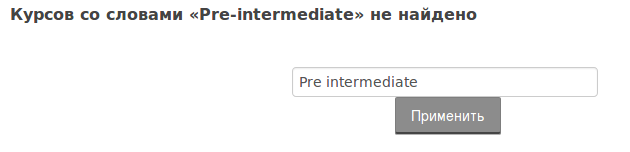 Курсов со словами «Pre-intermediate» не найдено
Pre intermediate
Применить